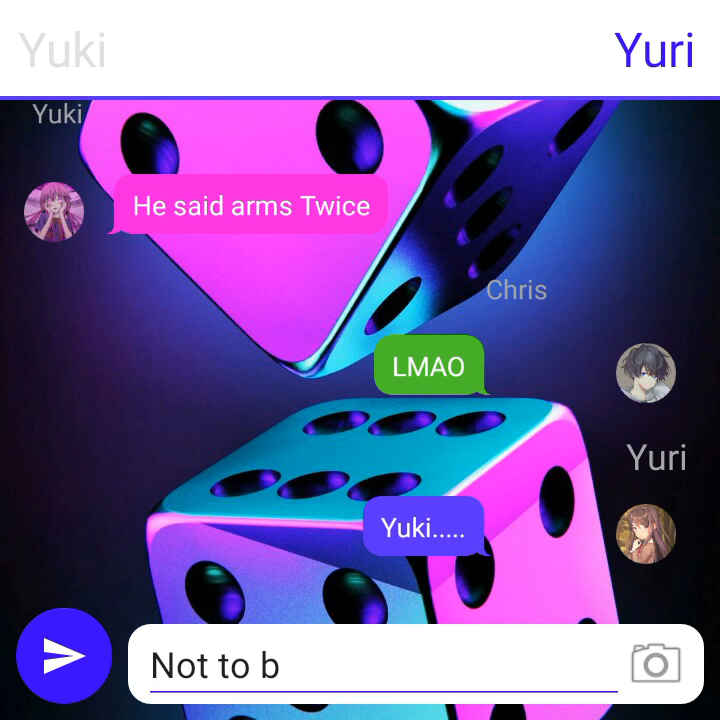 Yuki
Yuri
Yuki
He said arms Twice
Chris
LMAO
Yuri
Yuki.....
Not to b